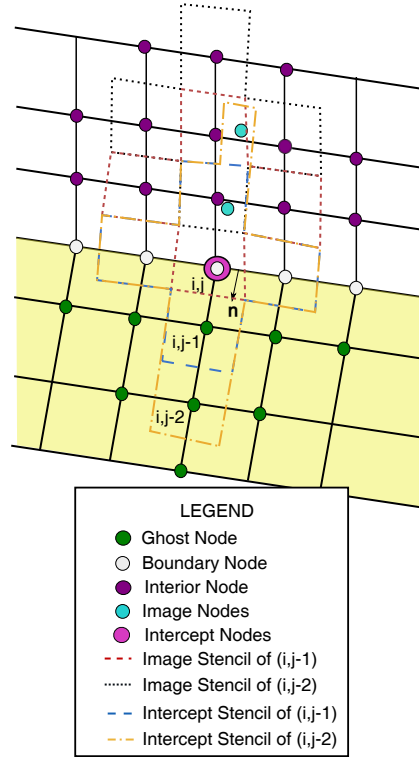 i,j
n
i,j-1
i,j-2
LEGEND
Ghost Node
Boundary Node
Interior Node
Image Nodes
Intercept Nodes
Image Stencil of (i,j-1)
Image Stencil of (i,j-2)
Intercept Stencil of (i,j-1)
Intercept Stencil of (i,j-2)